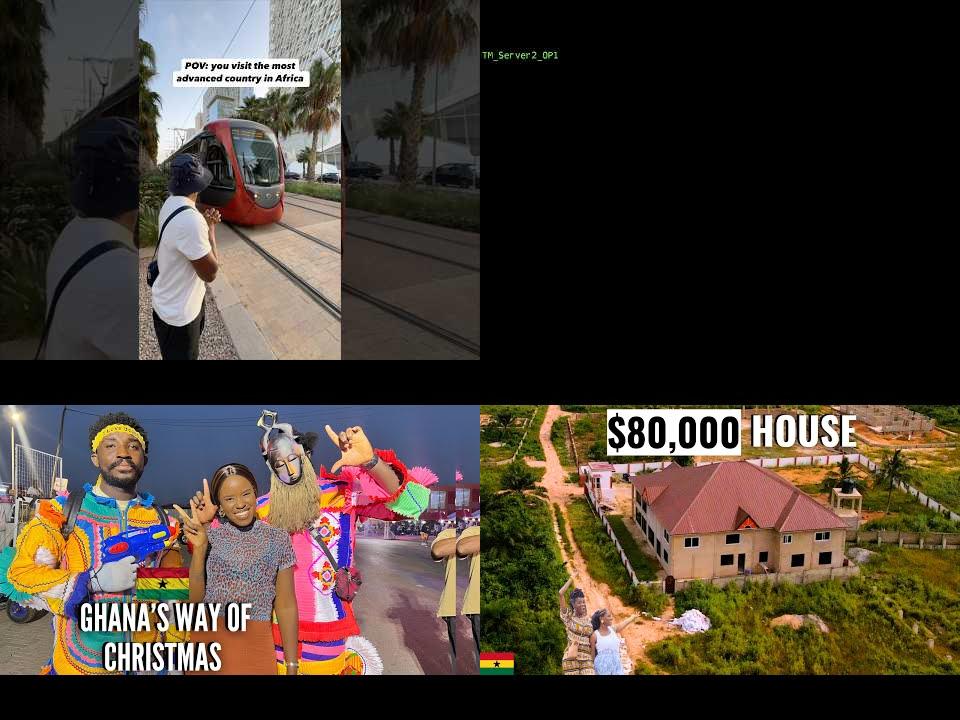 POV: you visit the most
advanced country in Africa
TM_Server2_OP1
GHANA'S WAY OF
CHRISTMAS
$80,000 HOUSE